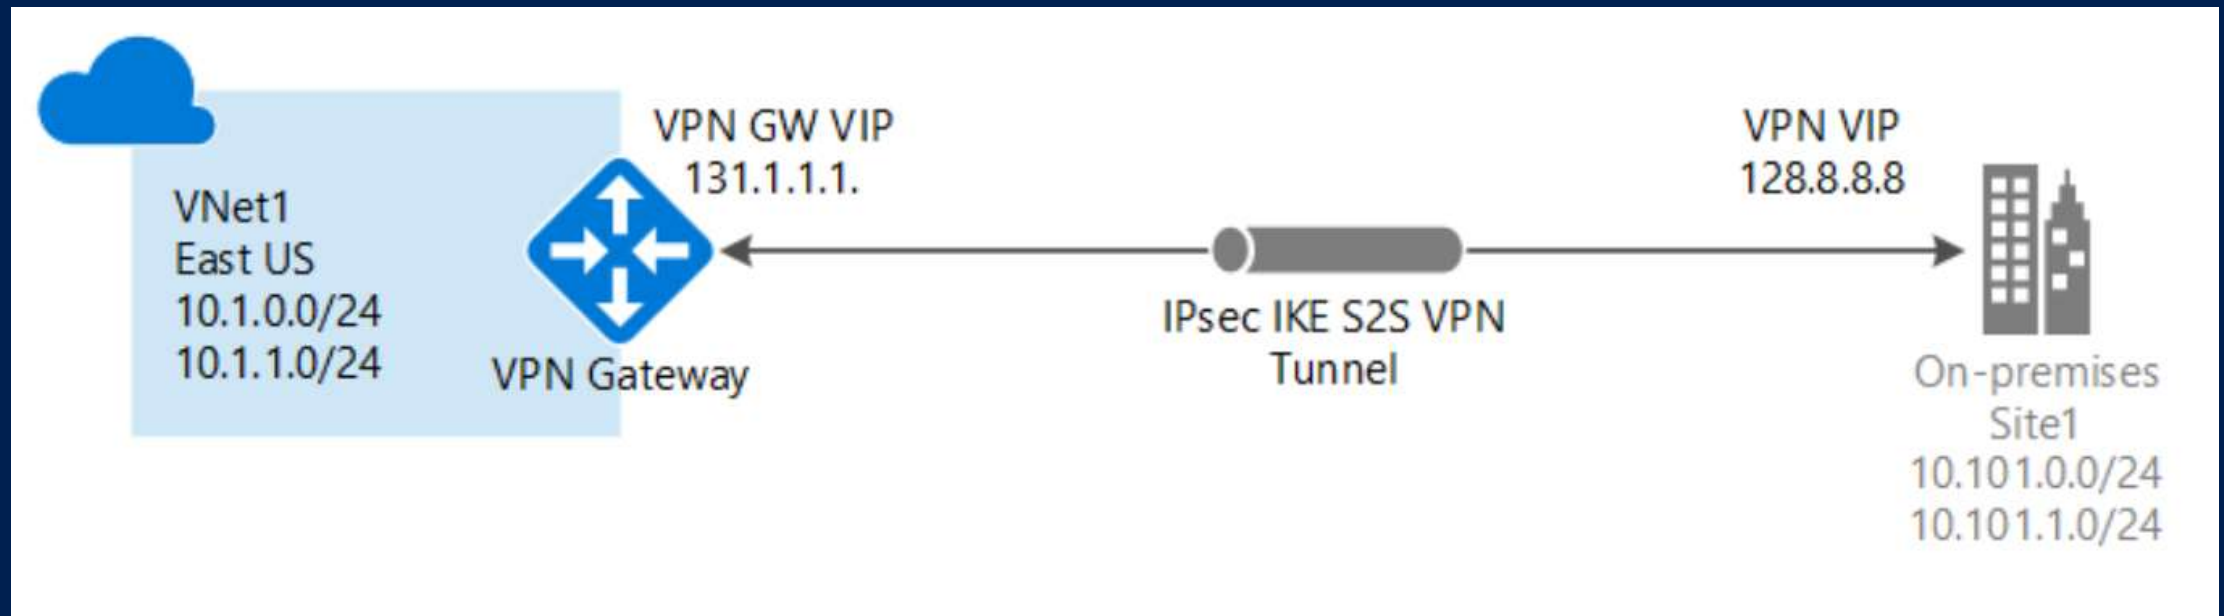 VNet1
East US
10.1.0.0/24
10.1.1.0/24
VPN GW VIP
131.1.1.1.
VPN Gateway
IPsec IKE S2S VPN
Tunnel
VPN VIP
128.8.8.8
On-premises
Site1
10.101.0.0/24
10.101.1.0/24